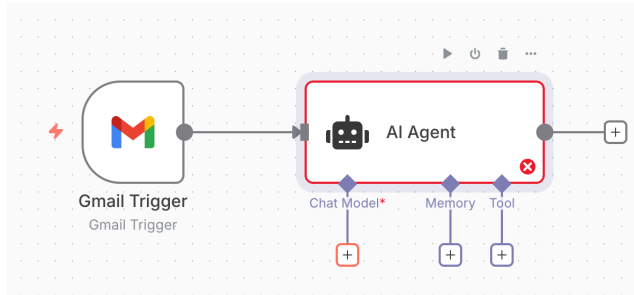 AI Agent
Gmail Trigger
Gmail Trigger
Chat Model*
Memory
Tool